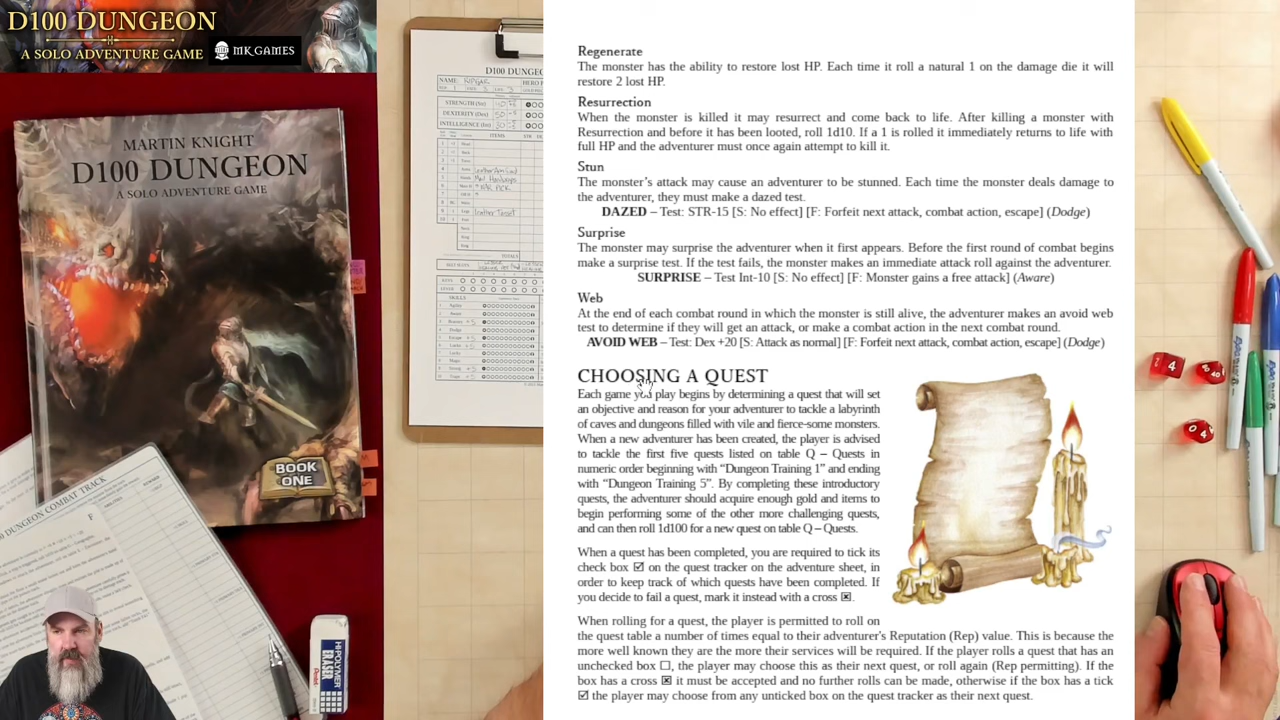 D100 DUNGEON
A SOLO ADVENTURE GAME
MK GAMES
MARTIN KNIGHT
D100 DUNGEON
A SOLO ADVENTURE GAME
BOOK
ONE
DUNGEON COMBAT TRACK
HI-POLYMER
ERASER
Pentel
D100 DUNGEO
NAME:
STRENGTH (Str)
DEXTERITY (Dex)
INTELLIGENCE (Int)
ITEMS
SKILLS
Regenerate
The monster has the ability to restore lost HP. Each time it roll a natural 1 on the damage die it will
restore 2 lost HP.
Resurrection
When the monster is killed it may resurrect and come back to life. After killing a monster with
Resurrection and before it has been looted, roll 1d10. If a 1 is rolled it immediately returns to life with
full HP and the adventurer must once again attempt to kill it.
Stun
The monster's attack may cause an adventurer to be stunned. Each time the monster deals damage to
the adventurer, they must make a dazed test.
DAZED – Test: STR-15 [S: No effect] [F: Forfeit next attack, combat action, escape] (Dodge)
Surprise
The monster may surprise the adventurer when it first appears. Before the first round of combat begins
make a surprise test. If the test fails, the monster makes an immediate attack roll against the adventurer.
SURPRISE – Test Int-10 [S: No effect] [F: Monster gains a free attack] (Aware)
Web
At the end of each combat round in which the monster is still alive, the adventurer makes an avoid web
test to determine if they will get an attack, or make a combat action in the next combat round.
AVOID WEB – Test: Dex +20 [S: Attack as normal] [F: Forfeit next attack, combat action, escape] (Dodge)
CHOOSING A QUEST
Each game you play begins by determining a quest that will set
an objective and reason for your adventurer to tackle a labyrinth
of caves and dungeons filled with vile and fierce-some monsters.
When a new adventurer has been created, the player is advised
to tackle the first five quests listed on table Q – Quests in
numeric order beginning with “Dungeon Training 1” and ending
with “Dungeon Training 5”. By completing these introductory
quests, the adventurer should acquire enough gold and items to
begin performing some of the other more challenging quests,
and can then roll 1d100 for a new quest on table Q – Quests.
When a quest has been completed, you are required to tick its
check box ☑ on the quest tracker on the adventure sheet, in
order to keep track of which quests have been completed. If
you decide to fail a quest, mark it instead with a cross ☒.
When rolling for a quest, the player is permitted to roll on
the quest table a number of times equal to their adventurer's Reputation (Rep) value. This is because the
more well known they are the more their services will be required. If the player rolls a quest that has an
unchecked box ☐, the player may choose this as their next quest, or roll again (Rep permitting). If the
box has a cross ☒ it must be accepted and no further rolls can be made, otherwise if the box has a tick
☑ the player may choose from any unticked box on the quest tracker as their next quest.